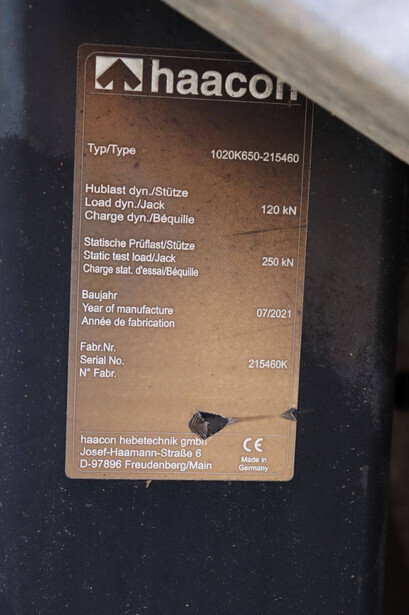 haacon
Typ/Type 1020K650-215460
Hublast dyn./Stütze
Load dyn./Jack 120 kN
Charge dyn./Béquille
Statische Prüflast/Stütze
Static test load/Jack 250 kN
Charge stat. d'essai/Béquille
Baujahr
Year of manufacture 07/2021
Année de fabrication
Fabr.Nr.
Serial No. 215460K
N° Fabr.
haacon hebetechnik gmbh
Josef-Haamann-Straße 6
D-97896 Freudenberg/Main
CE
Made in
Germany